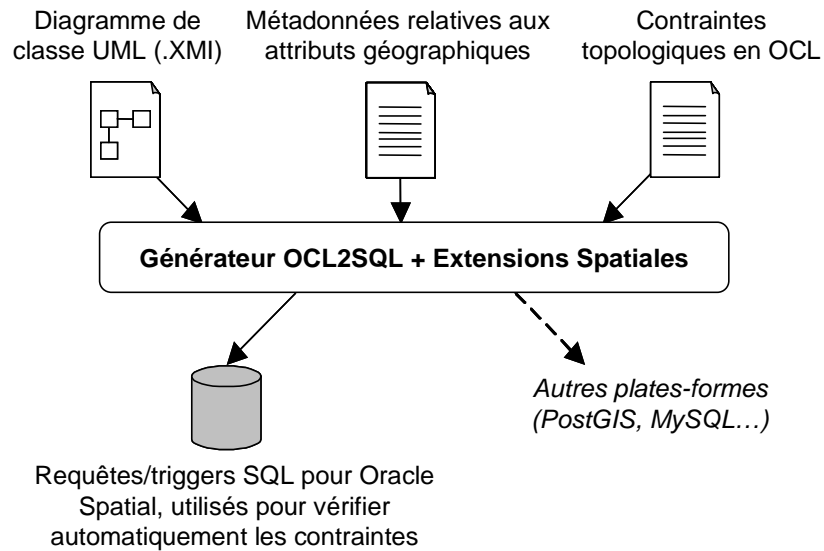 Diagramme de
classe UML (.XMI)
Métadonnées relatives aux
attributs géographiques
Contraintes
topologiques en OCL
Générateur OCL2SQL + Extensions Spatiales
Autres plates-formes
(PostGIS, MySQL…)
Requêtes/triggers SQL pour Oracle
Spatial, utilisés pour vérifier
automatiquement les contraintes